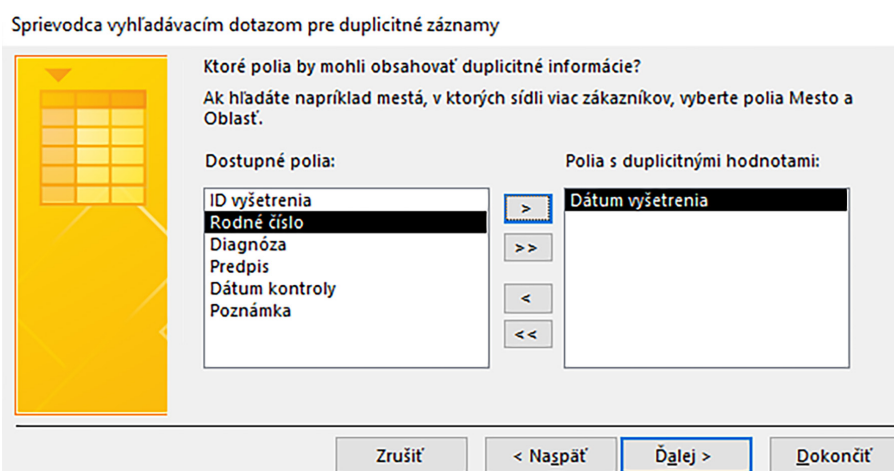 Sprievodca vyhľadávacím dotazom pre duplicitné záznamy
Ktoré polia by mohli obsahovať duplicitné informácie?
Ak hľadáte napríklad mestá, v ktorých sídli viac zákazníkov, vyberte polia Mesto a
Oblasť.
Dostupné polia:
ID vyšetrenia
Rodné číslo
Diagnóza
Predpis
Dátum kontroly
Poznámka
>
>>
<
<<
Polia s duplicitnými hodnotami:
Dátum vyšetrenia
Zrušiť
< Naspäť
Ďalej >
Dokončiť